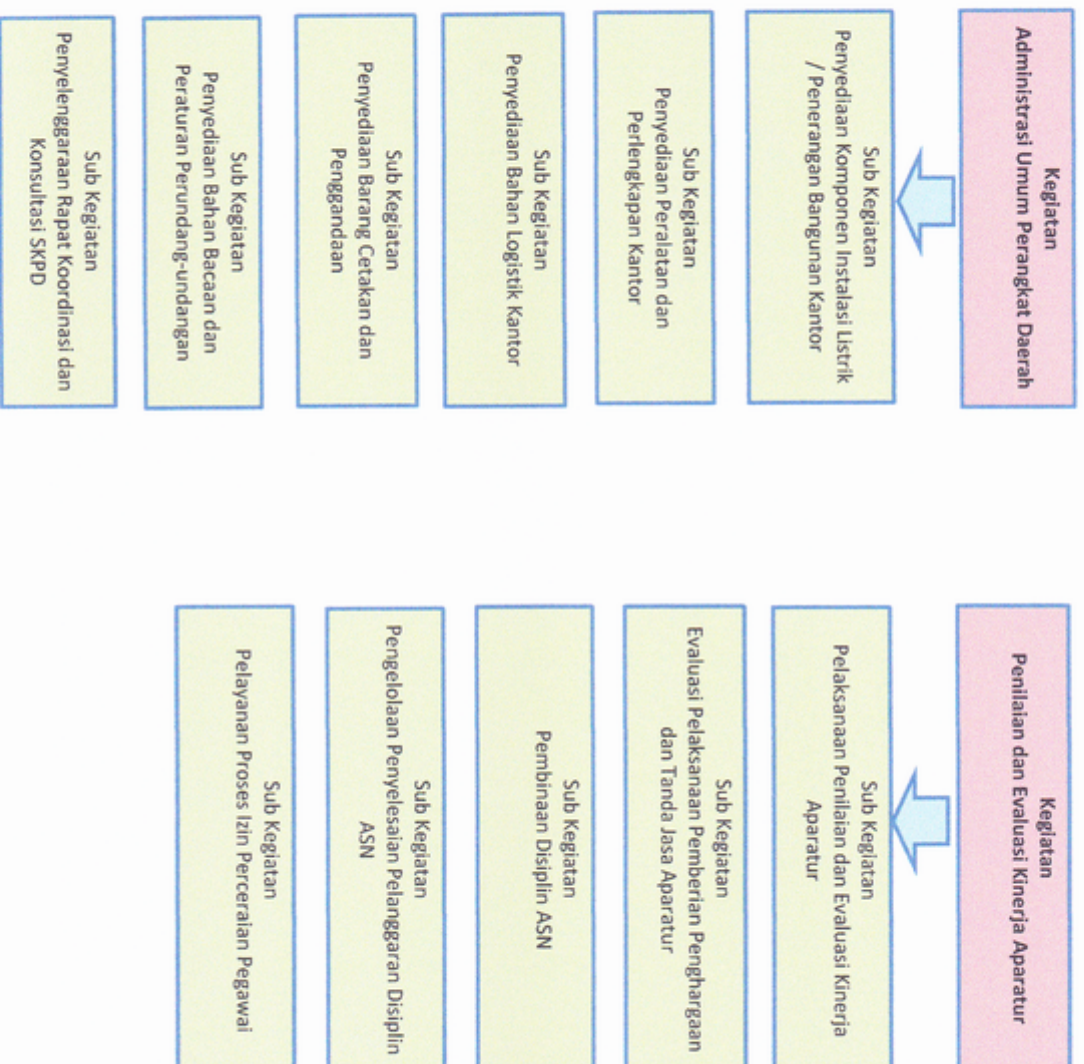 Kegiatan
Administrasi Umum Perangkat Daerah
Sub Kegiatan
Penyediaan Komponen Instalasi Listrik
/ Penerangan Bangunan Kantor
Sub Kegiatan
Penyediaan Peralatan dan
Perlengkapan Kantor
Sub Kegiatan
Penyediaan Bahan Logistik Kantor
Sub Kegiatan
Penyediaan Barang Cetakan dan
Penggandaan
Sub Kegiatan
Penyediaan Bahan Bacaan dan
Peraturan Perundang-undangan
Sub Kegiatan
Penyelenggaraan Rapat Koordinasi dan
Konsultasi SKPD
Kegiatan
Penilaian dan Evaluasi Kinerja Aparatur
Sub Kegiatan
Pelaksanaan Penilaian dan Evaluasi Kinerja
Aparatur
Sub Kegiatan
Evaluasi Pelaksanaan Pemberian Penghargaan
dan Tanda Jasa Aparatur
Sub Kegiatan
Pembinaan Disiplin ASN
Sub Kegiatan
Pengelolaan Penyelesaian Pelanggaran Disiplin
ASN
Sub Kegiatan
Pelayanan Proses Izin Perceraian Pegawai